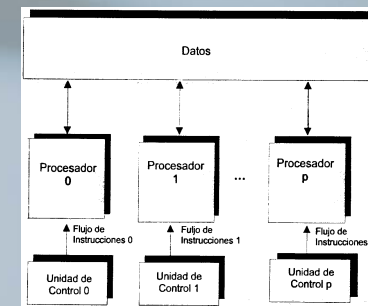 Datos
Procesador
0
Procesador
1
...
Procesador
p
Flujo de
Instrucciones 0
Fuljo de
Instrucciones 1
Flujo de
Instrucciones
Unidad de
Control 0
Unidad de
Control 1
Unidad de
Control p